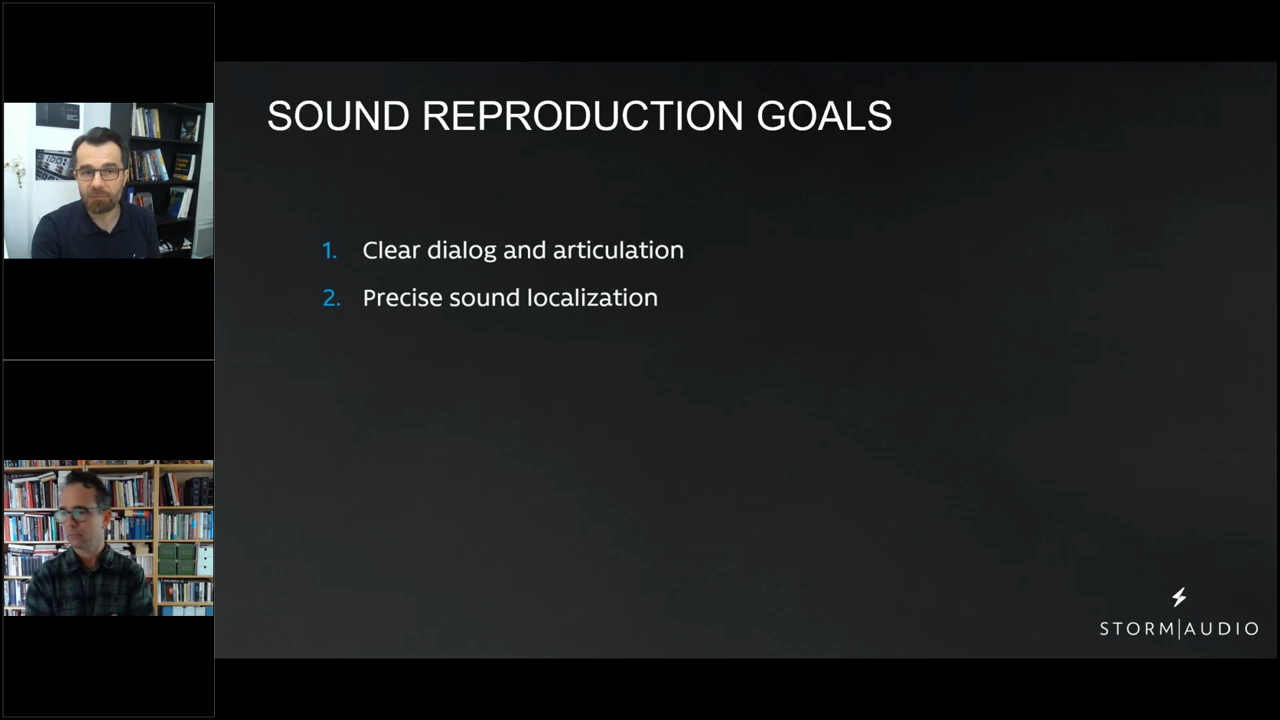 SOUND REPRODUCTION GOALS
1. Clear dialog and articulation
2. Precise sound localization
STORM|AUDIO